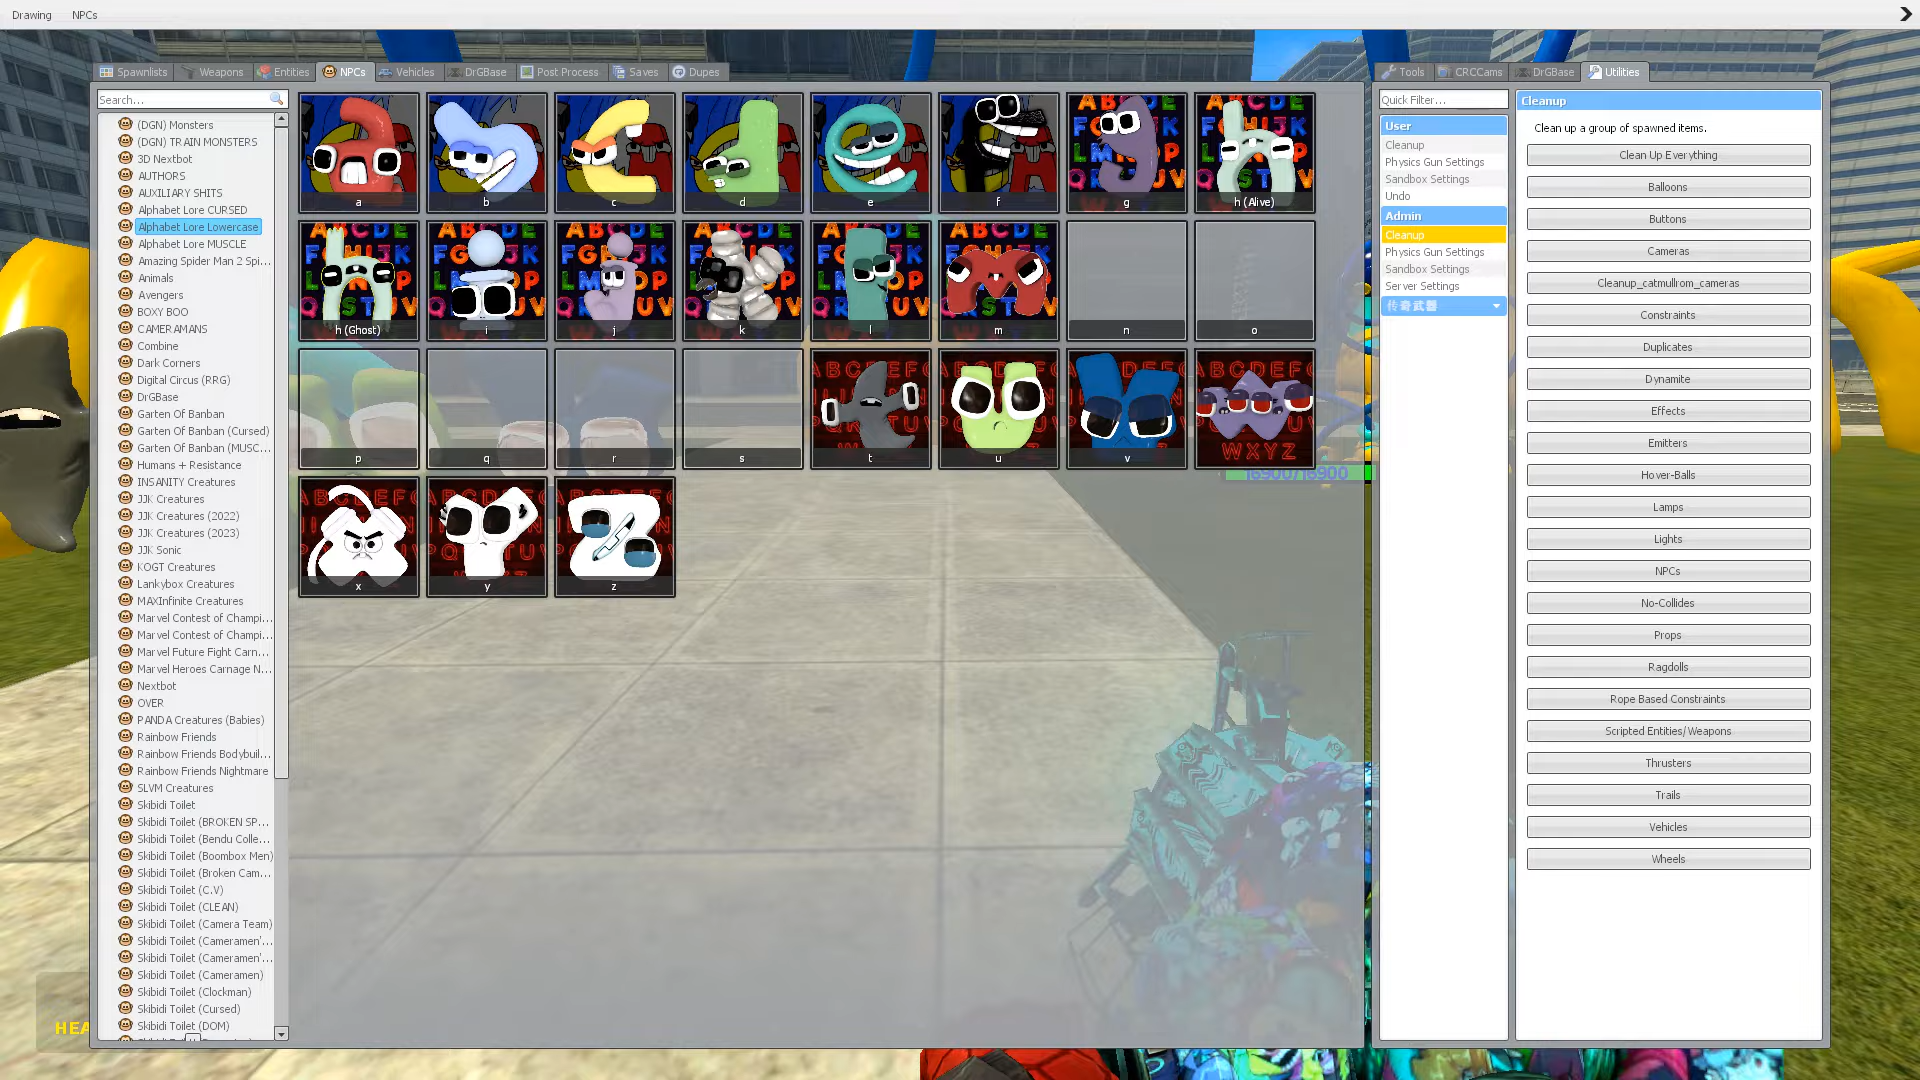 Drawing NPCs
Spawnlists Weapons Entities NPCs Vehicles DrGBase Post Process Saves Dupes
Tools CRCCams DrGBase Utilities
Search...
(DGN) Monsters
(DGN) TRAIN MONSTERS
3D Nextbot
AUTHORS
AUXILIARY SHITS
Alphabet Lore CURSED
Alphabet Lore Lowercase
Alphabet Lore MUSCLE
Amazing Spider Man 2 Spi...
Animals
Avengers
BOXY BOO
CAMERAMANS
Combine
Dark Corners
Digital Circus (RRG)
DrGBase
Garten Of Banban
Garten Of Banban (Cursed)
Garten Of Banban (MUSC...
Humans + Resistance
INSANITY Creatures
JJK Creatures
JJK Creatures (2022)
JJK Creatures (2023)
JJK Sonic
KOGT Creatures
Lankybox Creatures
MAXInfinite Creatures
Marvel Contest of Champi...
Marvel Contest of Champi...
Marvel Future Fight Carn...
Marvel Heroes Carnage N...
Nextbot
OVER
PANDA Creatures (Babies)
Rainbow Friends
Rainbow Friends Bodybuil...
Rainbow Friends Nightmare
SLVM Creatures
Skibidi Toilet
Skibidi Toilet (BROKEN SP...
Skibidi Toilet (Bendu Colle...
Skibidi Toilet (Boombox Men)
Skibidi Toilet (Broken Cam...
Skibidi Toilet (C.V)
Skibidi Toilet (CLEAN)
Skibidi Toilet (Camera Team)
Skibidi Toilet (Cameramen'...
Skibidi Toilet (Cameramen'...
Skibidi Toilet (Cameramen)
Skibidi Toilet (Clockman)
Skibidi Toilet (Cursed)
Skibidi Toilet (DOM)
a b c d e f g h (Alive)
h (Ghost) i j k l m n o
p q r s t u v
WXYZ
x y z
16900/16900
HEA
Quick Filter...
User
Cleanup
Physics Gun Settings
Sandbox Settings
Undo
Admin
Cleanup
Physics Gun Settings
Sandbox Settings
Server Settings
传奇武器
Cleanup
Clean up a group of spawned items.
Clean Up Everything
Balloons
Buttons
Cameras
Cleanup_catmullrom_cameras
Constraints
Duplicates
Dynamite
Effects
Emitters
Hover-Balls
Lamps
Lights
NPCs
No-Collides
Props
Ragdolls
Rope Based Constraints
Scripted Entities/Weapons
Thrusters
Trails
Vehicles
Wheels